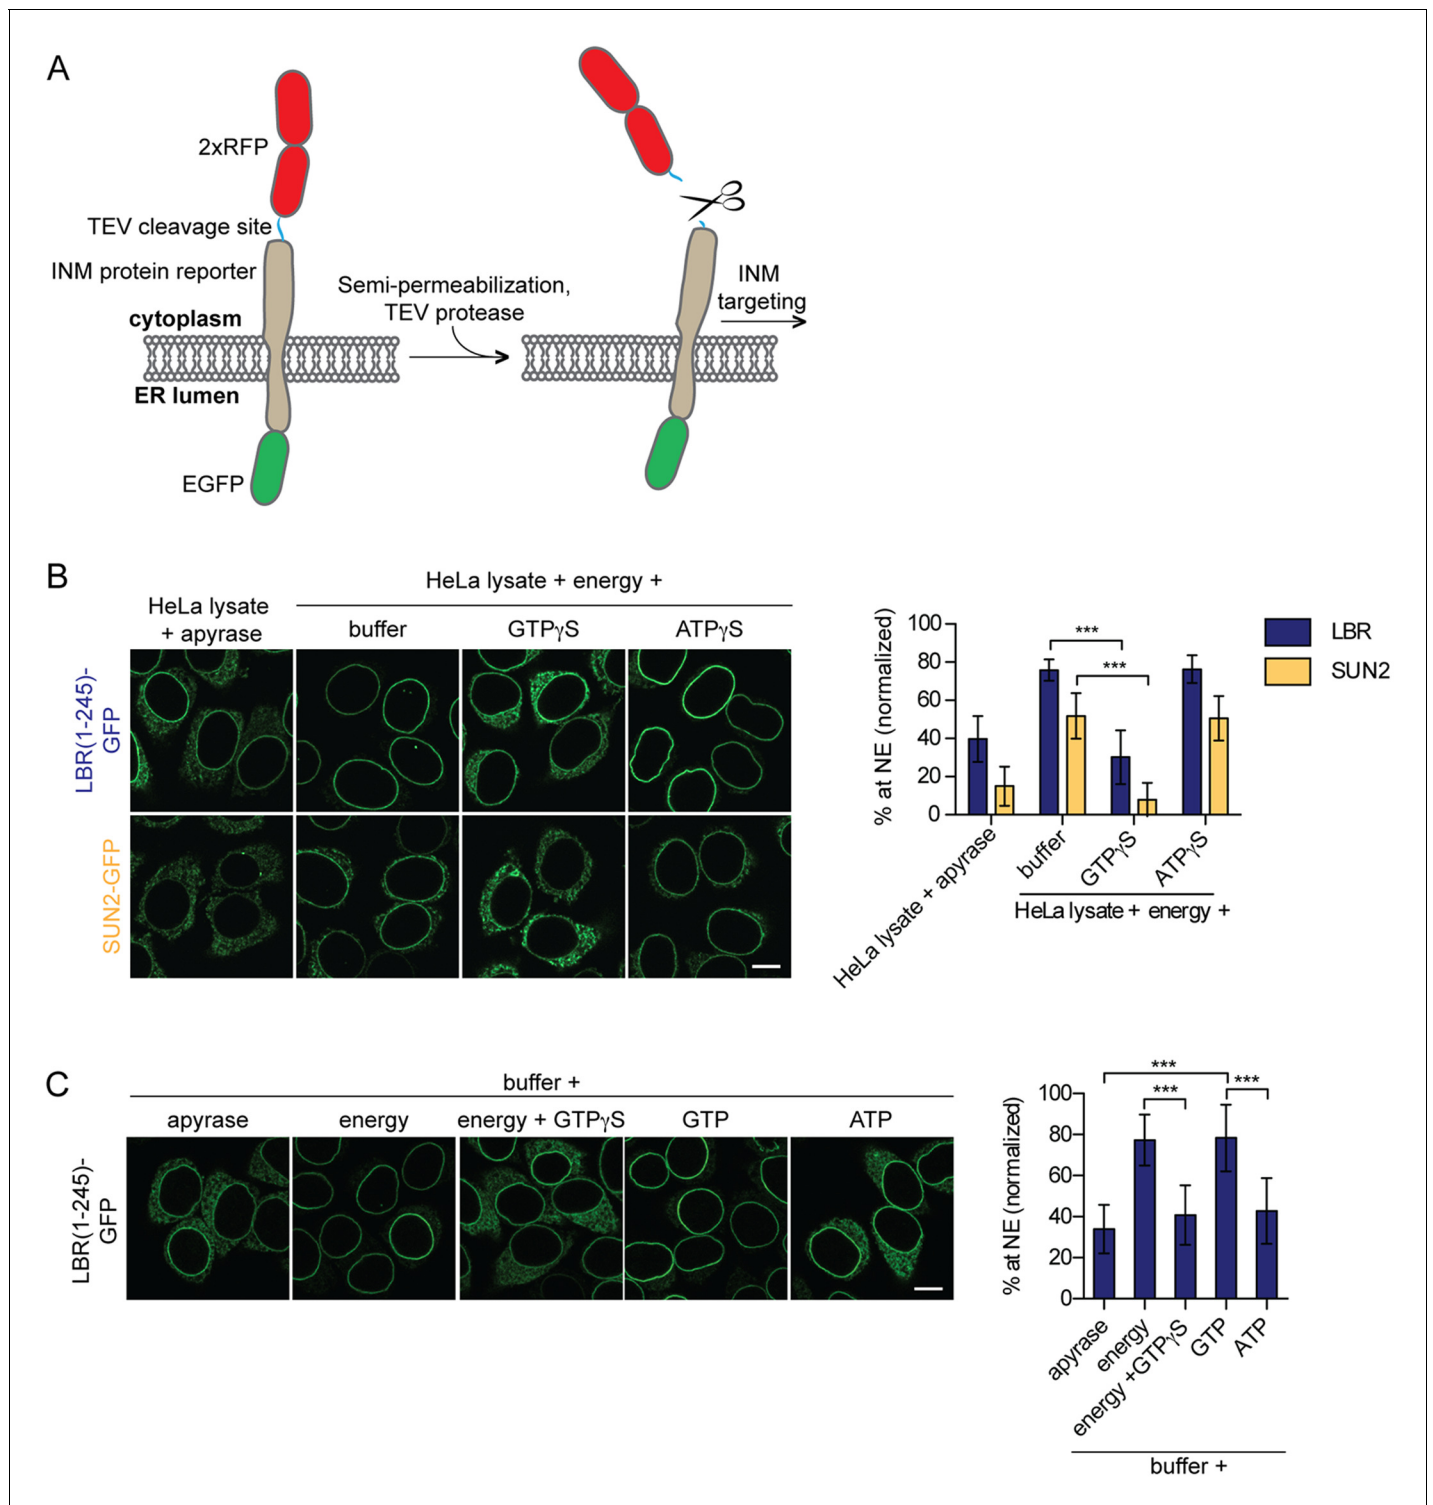 A
2xRFP
TEV cleavage site
INM protein reporter
cytoplasm
ER lumen
EGFP
Semi-permeabilization,
TEV protease
INM
targeting
B
HeLa lysate
+ apyrase
HeLa lysate + energy +
buffer
GTPγS
ATPγS
LBR(1-245)-
GFP
SUN2-GFP
% at NE (normalized)
100
80
60
40
20
0
***
***
LBR
SUN2
HeLa lysate + apyrase
buffer
GTPγS
ATPγS
HeLa lysate + energy +
C
buffer +
apyrase
energy
energy + GTPγS
GTP
ATP
LBR(1-245)-
GFP
% at NE (normalized)
100
80
60
40
20
0
***
***
***
apyrase
energy
energy +GTPγS
GTP
ATP
buffer +